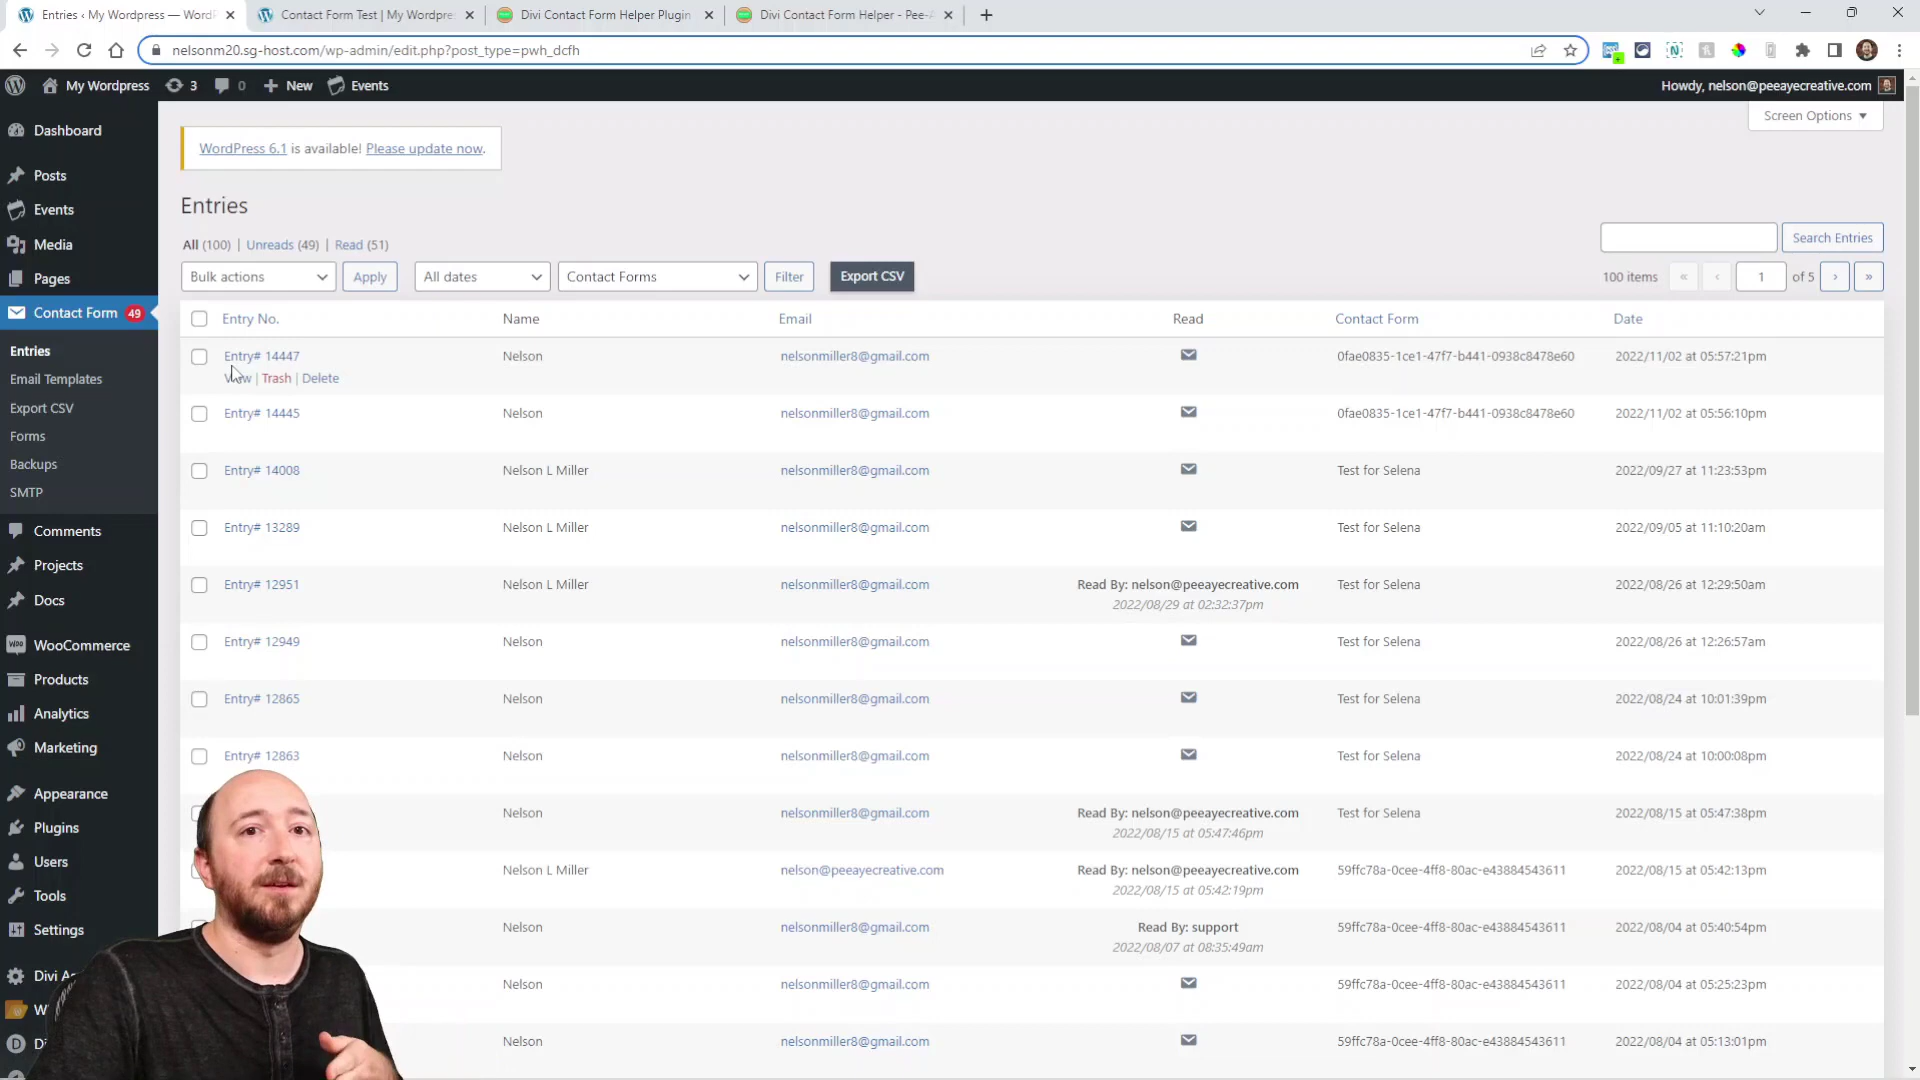 Entries ‹ My Wordpress — WordP
Contact Form Test | My Wordpre
Divi Contact Form Helper Plugin
Divi Contact Form Helper - Pee-A
nelsonm20.sg-host.com/wp-admin/edit.php?post_type=pwh_dcfh
My Wordpress 3 0 New Events
Howdy, nelson@peeayecreative.com
Screen Options
Dashboard
Posts
Events
Media
Pages
Contact Form 49
Entries
Email Templates
Export CSV
Forms
Backups
SMTP
Comments
Projects
Docs
WooCommerce
Products
Analytics
Marketing
Appearance
Plugins
Users
Tools
Settings
WordPress 6.1 is available! Please update now.
Entries
All (100) | Unreads (49) | Read (51)
Search Entries
Bulk actions Apply All dates Contact Forms Filter Export CSV 100 items « ‹ 1 of 5 › »
Entry No. Name Email Read Contact Form Date
Entry# 14447 Nelson nelsonmiller8@gmail.com 0fae0835-1ce1-47f7-b441-0938c8478e60 2022/11/02 at 05:57:21pm
View | Trash | Delete
Entry# 14445 Nelson nelsonmiller8@gmail.com 0fae0835-1ce1-47f7-b441-0938c8478e60 2022/11/02 at 05:56:10pm
Entry# 14008 Nelson L Miller nelsonmiller8@gmail.com Test for Selena 2022/09/27 at 11:23:53pm
Entry# 13289 Nelson L Miller nelsonmiller8@gmail.com Test for Selena 2022/09/05 at 11:10:20am
Entry# 12951 Nelson L Miller nelsonmiller8@gmail.com Read By: nelson@peeayecreative.com Test for Selena 2022/08/26 at 12:29:50am
2022/08/29 at 02:32:37pm
Entry# 12949 Nelson nelsonmiller8@gmail.com Test for Selena 2022/08/26 at 12:26:57am
Entry# 12865 Nelson nelsonmiller8@gmail.com Test for Selena 2022/08/24 at 10:01:39pm
Entry# 12863 Nelson nelsonmiller8@gmail.com Test for Selena 2022/08/24 at 10:00:08pm
Nelson nelsonmiller8@gmail.com Read By: nelson@peeayecreative.com Test for Selena 2022/08/15 at 05:47:38pm
2022/08/15 at 05:47:46pm
Nelson L Miller nelson@peeayecreative.com Read By: nelson@peeayecreative.com 59ffc78a-0cee-4ff8-80ac-e43884543611 2022/08/15 at 05:42:13pm
2022/08/15 at 05:42:19pm
Nelson nelsonmiller8@gmail.com Read By: support 59ffc78a-0cee-4ff8-80ac-e43884543611 2022/08/04 at 05:40:54pm
2022/08/07 at 08:35:49am
Nelson nelsonmiller8@gmail.com 59ffc78a-0cee-4ff8-80ac-e43884543611 2022/08/04 at 05:25:23pm
Nelson nelsonmiller8@gmail.com 59ffc78a-0cee-4ff8-80ac-e43884543611 2022/08/04 at 05:13:01pm